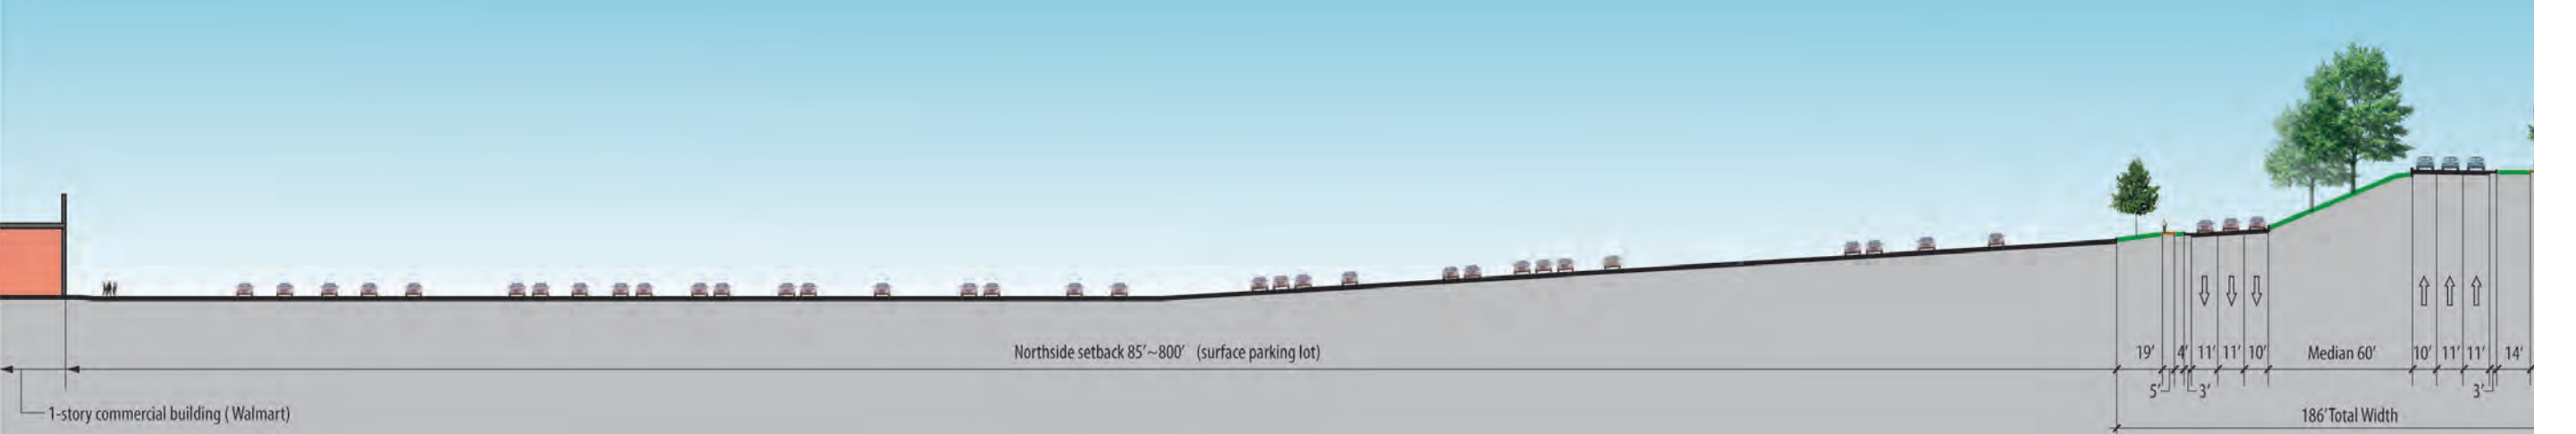 Northside setback 85’~800’ (surface parking lot)
19’ 4’ 11’ 11’ 10’ Median 60’ 10’ 11’ 11’ 14’
5’ 3’ 3’
1-story commercial building ( Walmart)
186’ Total Width